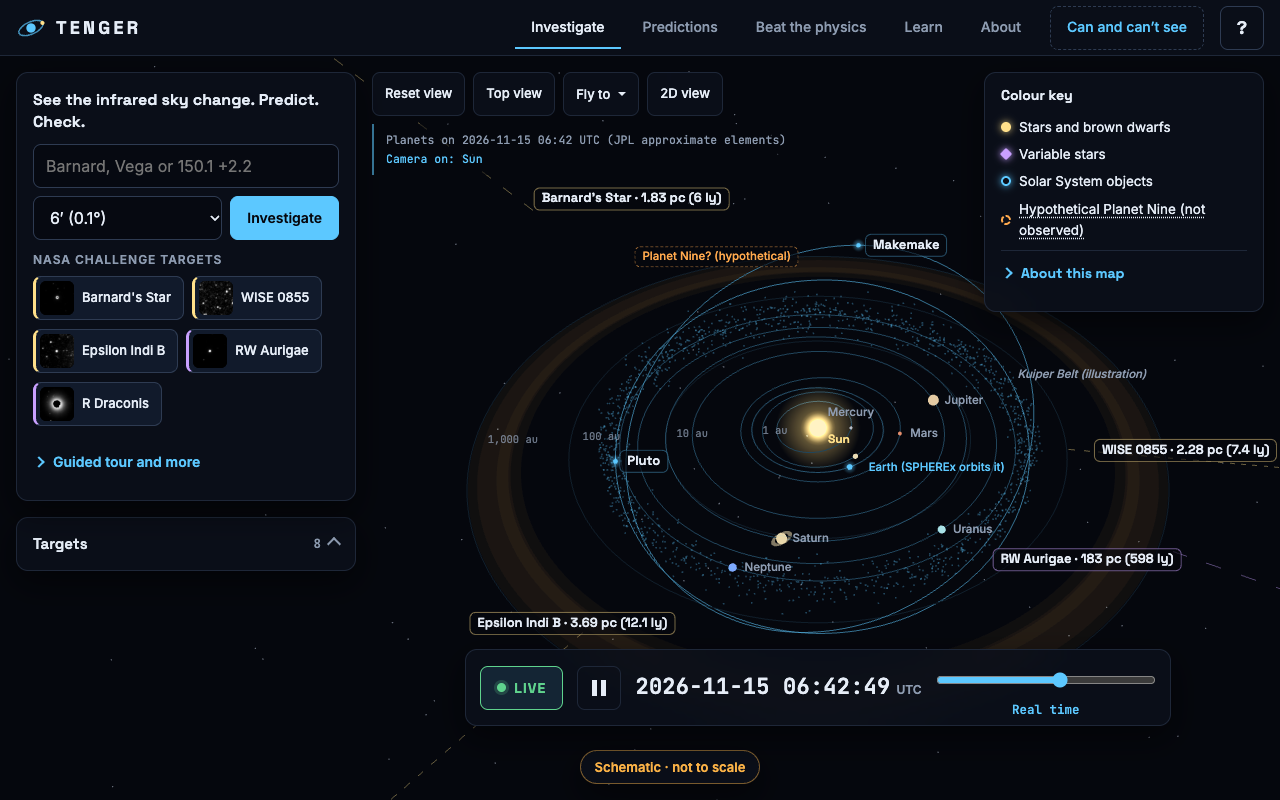 TENGER
Investigate
Predictions
Beat the physics
Learn
About
Can and can't see
?
See the infrared sky change. Predict.
Check.
Barnard, Vega or 150.1 +2.2
6′ (0.1°)
Investigate
NASA CHALLENGE TARGETS
Barnard's Star
WISE 0855
Epsilon Indi B
RW Aurigae
R Draconis
Guided tour and more
Targets
8
Reset view
Top view
Fly to
2D view
Planets on 2026-11-15 06:42 UTC (JPL approximate elements)
Camera on: Sun
Colour key
Stars and brown dwarfs
Variable stars
Solar System objects
Hypothetical Planet Nine (not
observed)
About this map
Barnard's Star · 1.83 pc (6 ly)
Makemake
Planet Nine? (hypothetical)
Kuiper Belt (illustration)
Jupiter
Mercury
1,000 au
100 au
10 au
1 au
Mars
Sun
WISE 0855 · 2.28 pc (7.4 ly)
Pluto
Earth (SPHEREx orbits it)
Uranus
Saturn
RW Aurigae · 183 pc (598 ly)
Neptune
Epsilon Indi B · 3.69 pc (12.1 ly)
LIVE
2026-11-15 06:42:49 UTC
Real time
Schematic · not to scale